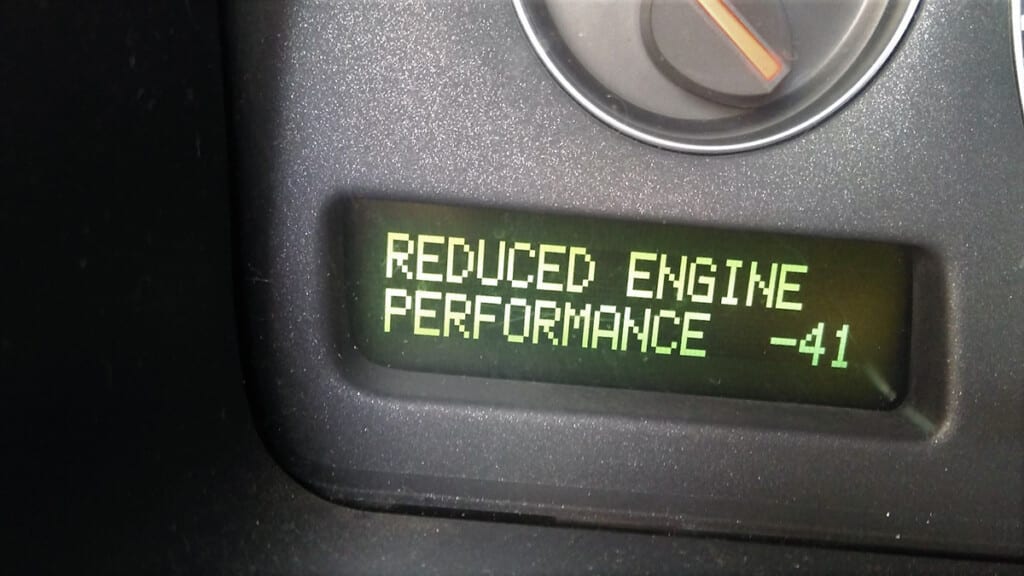 REDUCED ENGINE
PERFORMANCE -41